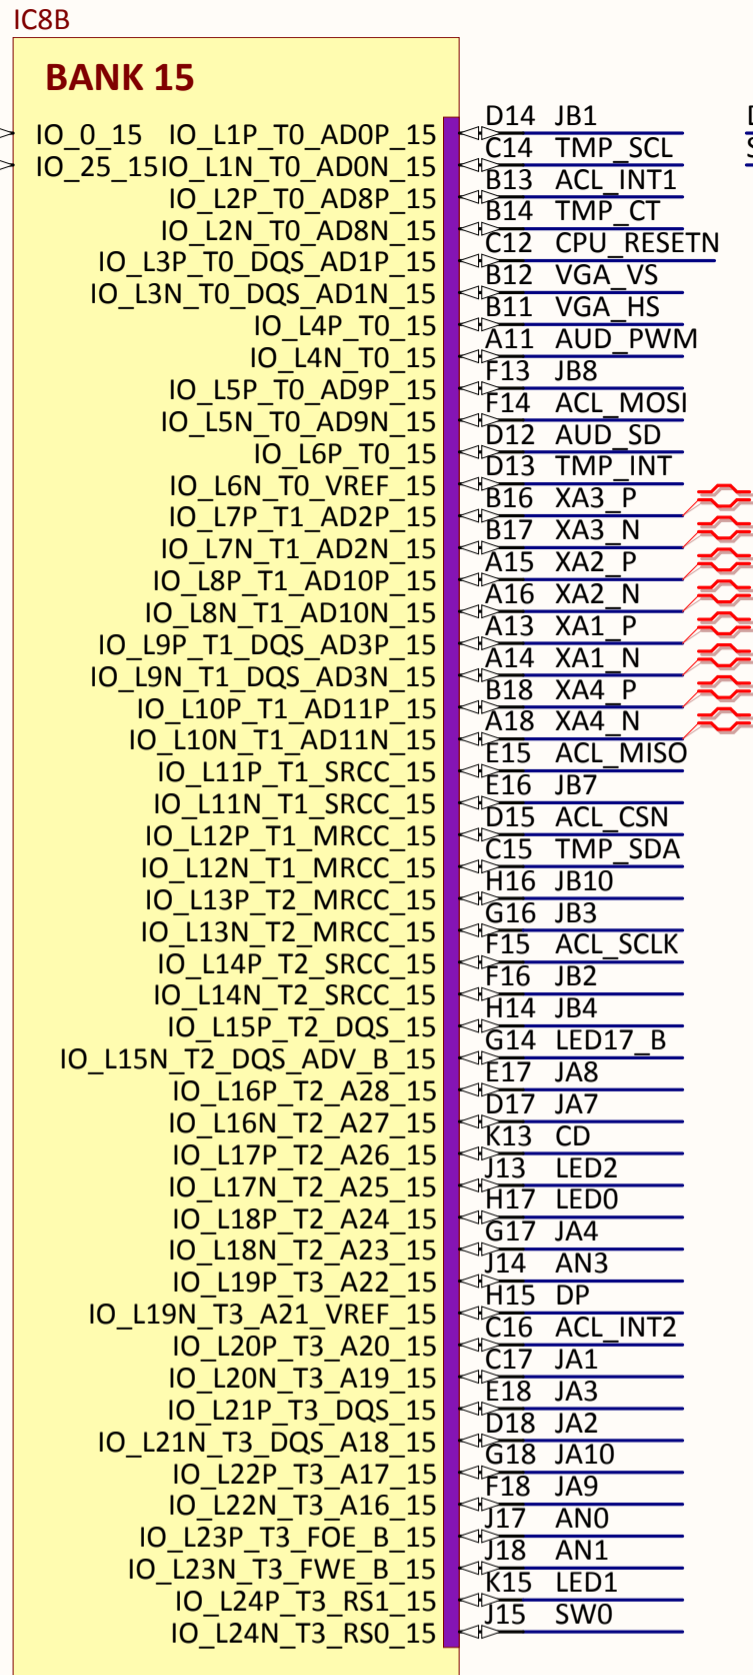 IC8B
BANK 15
IO_0_15 IO_L1P_T0_AD0P_15 D14 JB1
IO_25_15 IO_L1N_T0_AD0N_15 C14 TMP_SCL
IO_L2P_T0_AD8P_15 B13 ACL_INT1
IO_L2N_T0_AD8N_15 B14 TMP_CT
IO_L3P_T0_DQS_AD1P_15 C12 CPU_RESETN
IO_L3N_T0_DQS_AD1N_15 B12 VGA_VS
IO_L4P_T0_15 B11 VGA_HS
IO_L4N_T0_15 A11 AUD_PWM
IO_L5P_T0_AD9P_15 F13 JB8
IO_L5N_T0_AD9N_15 F14 ACL_MOSI
IO_L6P_T0_15 D12 AUD_SD
IO_L6N_T0_VREF_15 D13 TMP_INT
IO_L7P_T1_AD2P_15 B16 XA3_P
IO_L7N_T1_AD2N_15 B17 XA3_N
IO_L8P_T1_AD10P_15 A15 XA2_P
IO_L8N_T1_AD10N_15 A16 XA2_N
IO_L9P_T1_DQS_AD3P_15 A13 XA1_P
IO_L9N_T1_DQS_AD3N_15 A14 XA1_N
IO_L10P_T1_AD11P_15 B18 XA4_P
IO_L10N_T1_AD11N_15 A18 XA4_N
IO_L11P_T1_SRCC_15 E15 ACL_MISO
IO_L11N_T1_SRCC_15 E16 JB7
IO_L12P_T1_MRCC_15 D15 ACL_CSN
IO_L12N_T1_MRCC_15 C15 TMP_SDA
IO_L13P_T2_MRCC_15 H16 JB10
IO_L13N_T2_MRCC_15 G16 JB3
IO_L14P_T2_SRCC_15 F15 ACL_SCLK
IO_L14N_T2_SRCC_15 F16 JB2
IO_L15P_T2_DQS_15 H14 JB4
IO_L15N_T2_DQS_ADV_B_15 G14 LED17_B
IO_L16P_T2_A28_15 E17 JA8
IO_L16N_T2_A27_15 D17 JA7
IO_L17P_T2_A26_15 K13 CD
IO_L17N_T2_A25_15 J13 LED2
IO_L18P_T2_A24_15 H17 LED0
IO_L18N_T2_A23_15 G17 JA4
IO_L19P_T3_A22_15 J14 AN3
IO_L19N_T3_A21_VREF_15 H15 DP
IO_L20P_T3_A20_15 C16 ACL_INT2
IO_L20N_T3_A19_15 C17 JA1
IO_L21P_T3_DQS_15 E18 JA3
IO_L21N_T3_DQS_A18_15 D18 JA2
IO_L22P_T3_A17_15 G18 JA10
IO_L22N_T3_A16_15 F18 JA9
IO_L23P_T3_FOE_B_15 J17 AN0
IO_L23N_T3_FWE_B_15 J18 AN1
IO_L24P_T3_RS1_15 K15 LED1
IO_L24N_T3_RS0_15 J15 SW0